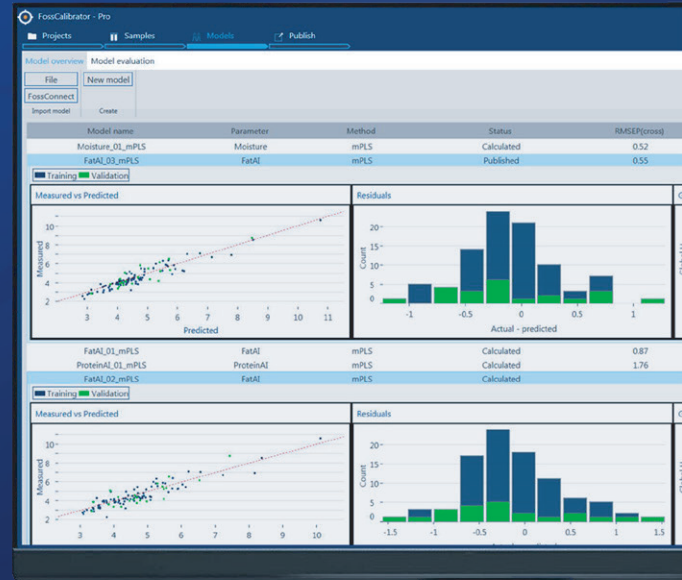 FossCalibrator - Pro
Projects Samples Models Publish
Model overview Model evaluation
File New model
FossConnect
Import model Create
Model name Parameter Method Status RMSEP(cross)
Moisture_01_mPLS Moisture mPLS Calculated 0.52
FatAI_03_mPLS FatAI mPLS Published 0.55
Training Validation
Measured vs Predicted Residuals
Measured
10
8
6
4
2
3 4 5 6 7 8 9 10 11
Predicted
Count
20
15
10
5
0
-1 -0.5 0 0.5 1
Actual - predicted
FatAI_01_mPLS FatAI mPLS Calculated 0.87
ProteinAI_01_mPLS ProteinAI mPLS Calculated 1.76
FatAI_02_mPLS FatAI mPLS Calculated
Training Validation
Measured vs Predicted Residuals
Measured
10
8
6
4
2
3 4 5 6 7 8 9 10
Count
20
15
10
5
0
-1.5 -1 -0.5 0 0.5 1 1.5